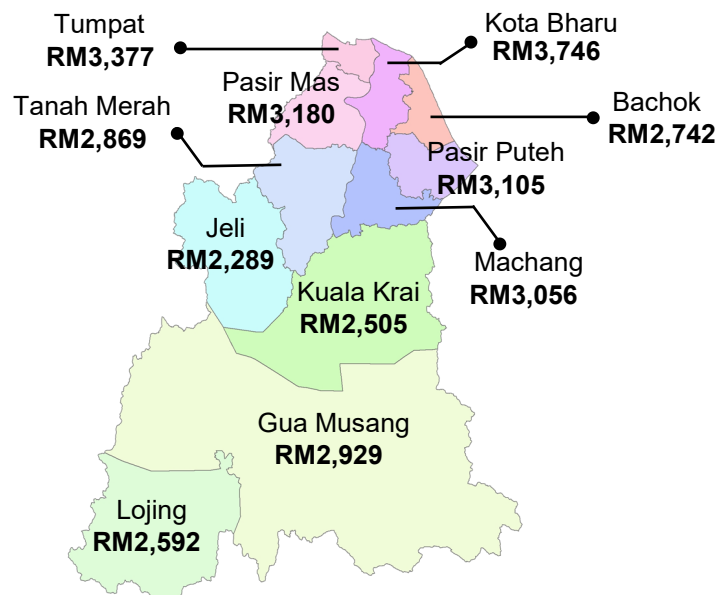 Tumpat
RM3,377
Kota Bharu
RM3,746
Pasir Mas
RM3,180
Tanah Merah
RM2,869
Bachok
RM2,742
Pasir Puteh
RM3,105
Jeli
RM2,289
Machang
RM3,056
Kuala Krai
RM2,505
Gua Musang
RM2,929
Lojing
RM2,592